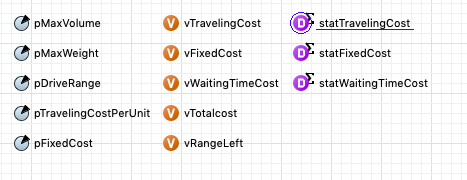 pMaxVolume V vTravelingCost D Σ statTravelingCost
pMaxWeight V vFixedCost D Σ statFixedCost
pDriveRange V vWaitingTimeCost D Σ statWaitingTimeCost
pTravelingCostPerUnit V vTotalcost
pFixedCost V vRangeLeft